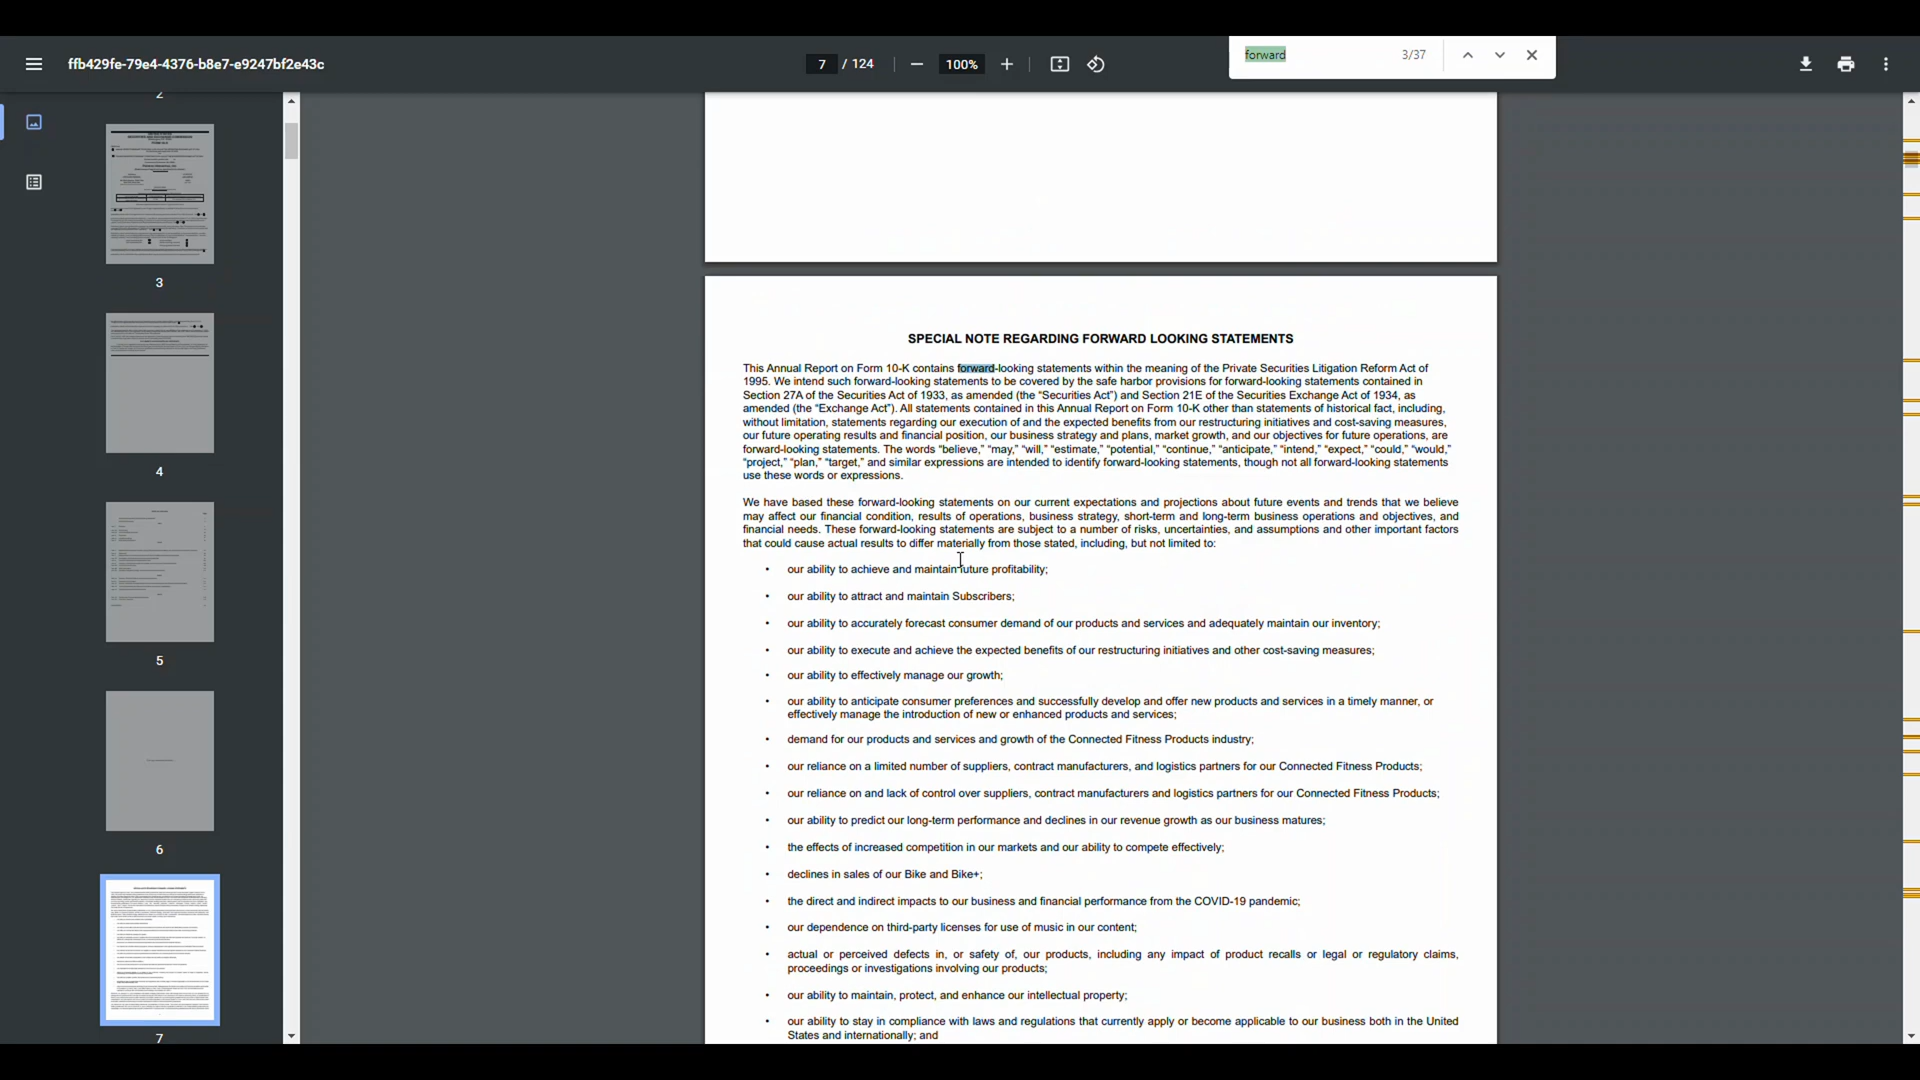 ffb429fe-79e4-4376-b8e7-e9247bf2e43c
7 / 124
100%
forward
3/37
2
3
4
5
6
7
SPECIAL NOTE REGARDING FORWARD LOOKING STATEMENTS
This Annual Report on Form 10-K contains forward-looking statements within the meaning of the Private Securities Litigation Reform Act of
1995. We intend such forward-looking statements to be covered by the safe harbor provisions for forward-looking statements contained in
Section 27A of the Securities Act of 1933, as amended (the “Securities Act”) and Section 21E of the Securities Exchange Act of 1934, as
amended (the “Exchange Act”). All statements contained in this Annual Report on Form 10-K other than statements of historical fact, including,
without limitation, statements regarding our execution of and the expected benefits from our restructuring initiatives and cost-saving measures,
our future operating results and financial position, our business strategy and plans, market growth, and our objectives for future operations, are
forward-looking statements. The words “believe,” “may,” “will,” “estimate,” “potential,” “continue,” “anticipate,” “intend,” “expect,” “could,” “would,”
“project,” “plan,” “target,” and similar expressions are intended to identify forward-looking statements, though not all forward-looking statements
use these words or expressions.
We have based these forward-looking statements on our current expectations and projections about future events and trends that we believe
may affect our financial condition, results of operations, business strategy, short-term and long-term business operations and objectives, and
financial needs. These forward-looking statements are subject to a number of risks, uncertainties, and assumptions and other important factors
that could cause actual results to differ materially from those stated, including, but not limited to:
• our ability to achieve and maintain future profitability;
• our ability to attract and maintain Subscribers;
• our ability to accurately forecast consumer demand of our products and services and adequately maintain our inventory;
• our ability to execute and achieve the expected benefits of our restructuring initiatives and other cost-saving measures;
• our ability to effectively manage our growth;
• our ability to anticipate consumer preferences and successfully develop and offer new products and services in a timely manner, or
effectively manage the introduction of new or enhanced products and services;
• demand for our products and services and growth of the Connected Fitness Products industry;
• our reliance on a limited number of suppliers, contract manufacturers, and logistics partners for our Connected Fitness Products;
• our reliance on and lack of control over suppliers, contract manufacturers and logistics partners for our Connected Fitness Products;
• our ability to predict our long-term performance and declines in our revenue growth as our business matures;
• the effects of increased competition in our markets and our ability to compete effectively;
• declines in sales of our Bike and Bike+;
• the direct and indirect impacts to our business and financial performance from the COVID-19 pandemic;
• our dependence on third-party licenses for use of music in our content;
• actual or perceived defects in, or safety of, our products, including any impact of product recalls or legal or regulatory claims,
proceedings or investigations involving our products;
• our ability to maintain, protect, and enhance our intellectual property;
• our ability to stay in compliance with laws and regulations that currently apply or become applicable to our business both in the United
States and internationally; and